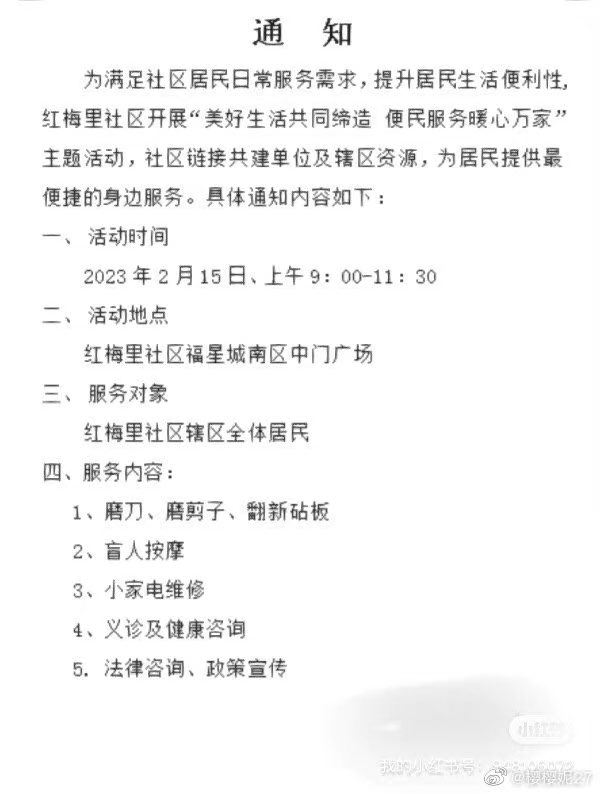 通 知
为满足社区居民日常服务需求，提升居民生活便利性，
红梅里社区开展“美好生活共同缔造 便民服务暖心万家”
主题活动，社区链接共建单位及辖区资源，为居民提供最
便捷的身边服务。具体通知内容如下：
一、 活动时间
2023 年 2 月 15 日、上午 9：00-11：30
二、 活动地点
红梅里社区福星城南区中门广场
三、 服务对象
红梅里社区辖区全体居民
四、服务内容：
1、磨刀、磨剪子、翻新砧板
2、盲人按摩
3、小家电维修
4、义诊及健康咨询
5. 法律咨询、政策宣传
小红书
我的小红书号：
@樱樱妮27